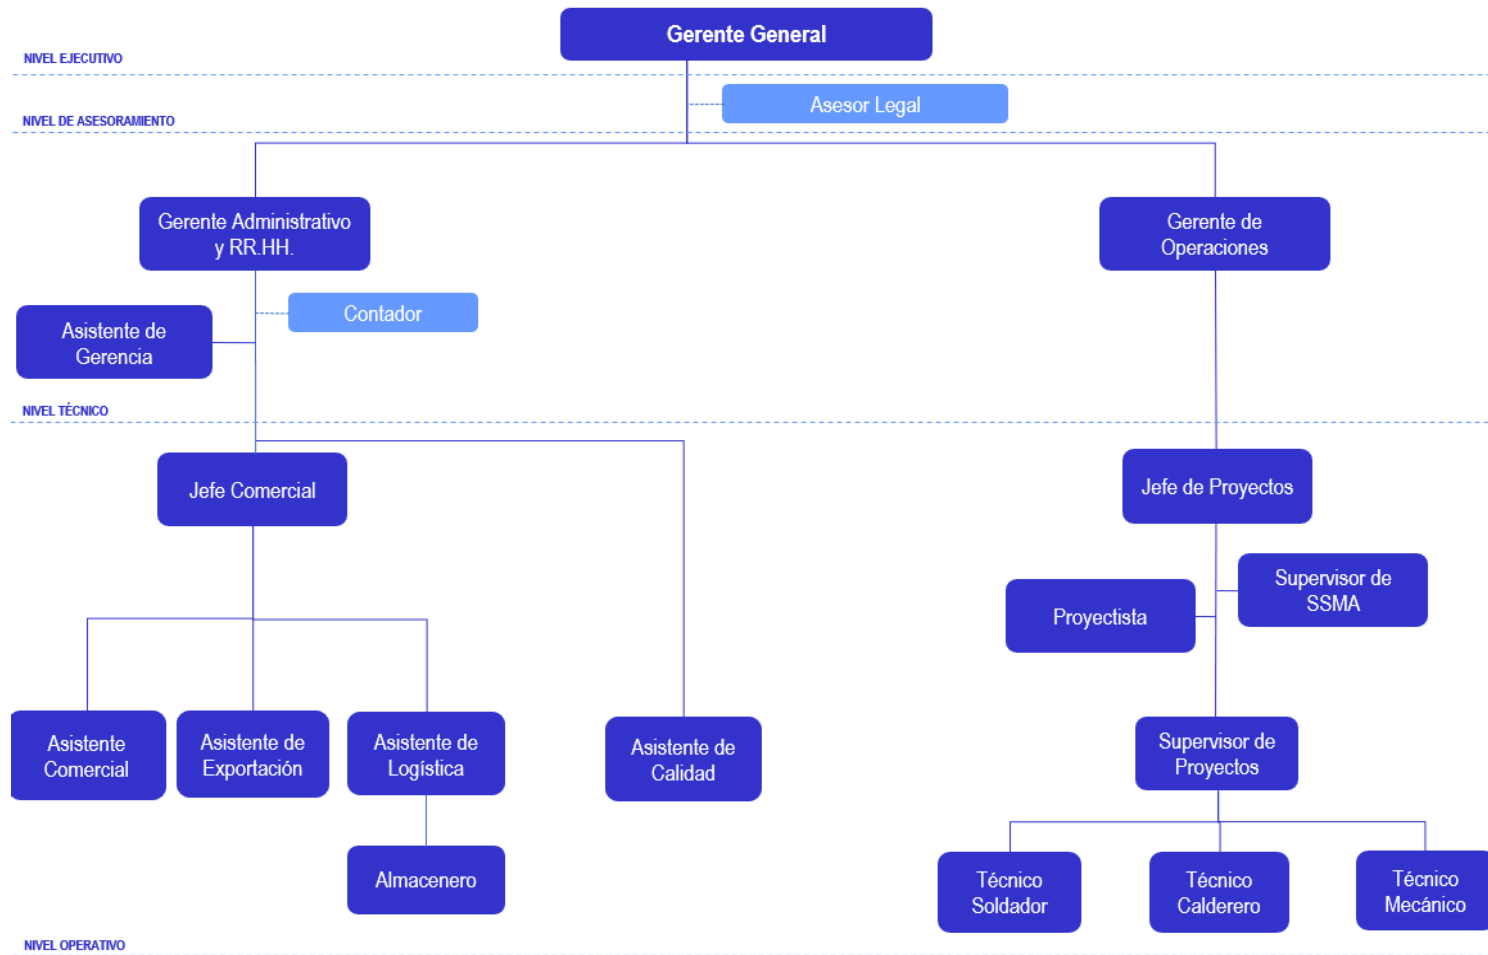 Gerente General
NIVEL EJECUTIVO
Asesor Legal
NIVEL DE ASESORAMIENTO
Gerente Administrativo
y RR.HH.
Gerente de
Operaciones
Contador
Asistente de
Gerencia
NIVEL TÉCNICO
Jefe Comercial
Jefe de Proyectos
Supervisor de
SSMA
Proyectista
Asistente
Comercial
Asistente de
Exportación
Asistente de
Logística
Asistente de
Calidad
Supervisor de
Proyectos
Almacenero
Técnico
Soldador
Técnico
Calderero
Técnico
Mecánico
NIVEL OPERATIVO